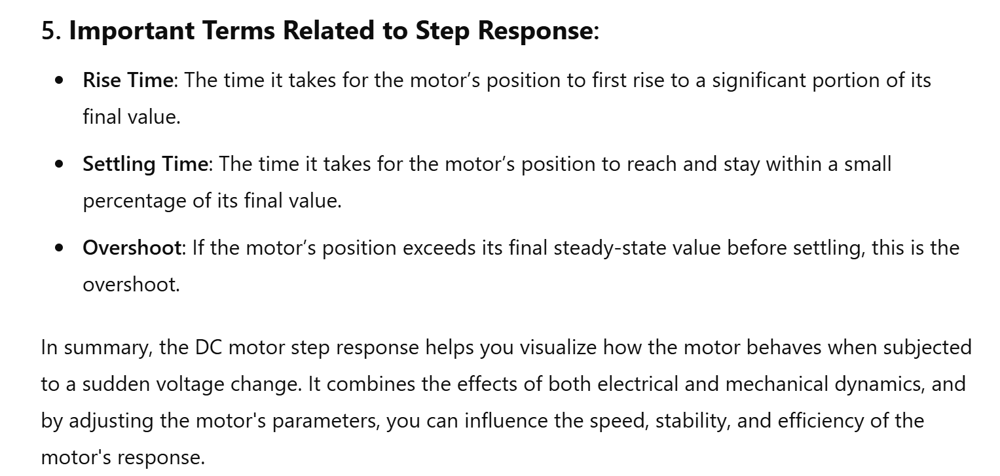 5. Important Terms Related to Step Response:
• Rise Time: The time it takes for the motor’s position to first rise to a significant portion of its
final value.
• Settling Time: The time it takes for the motor’s position to reach and stay within a small
percentage of its final value.
• Overshoot: If the motor’s position exceeds its final steady-state value before settling, this is the
overshoot.
In summary, the DC motor step response helps you visualize how the motor behaves when subjected
to a sudden voltage change. It combines the effects of both electrical and mechanical dynamics, and
by adjusting the motor's parameters, you can influence the speed, stability, and efficiency of the
motor's response.